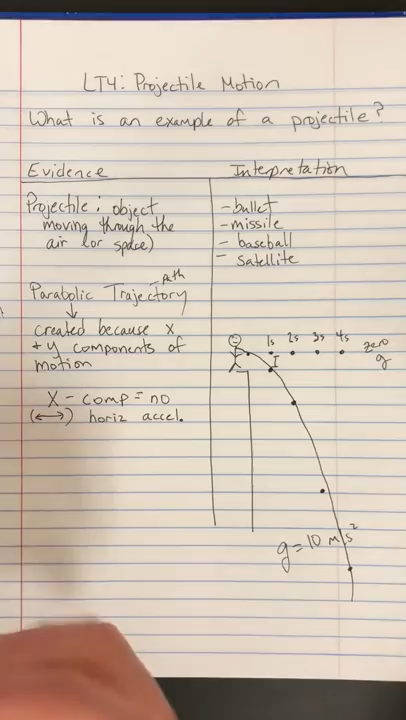 LT4: Projectile Motion
What is an example of a projectile?
Evidence
Interpretation
Projectile: object
moving through the
air (or space)
- bullet
- missile
- baseball
- satellite
Parabolic Trajectory - path
↓
created because x
+ y components of
motion
X - comp = no
(↔) horiz accel.
1s 2s 3s 4s zero
g
I
g = 10 m/s²